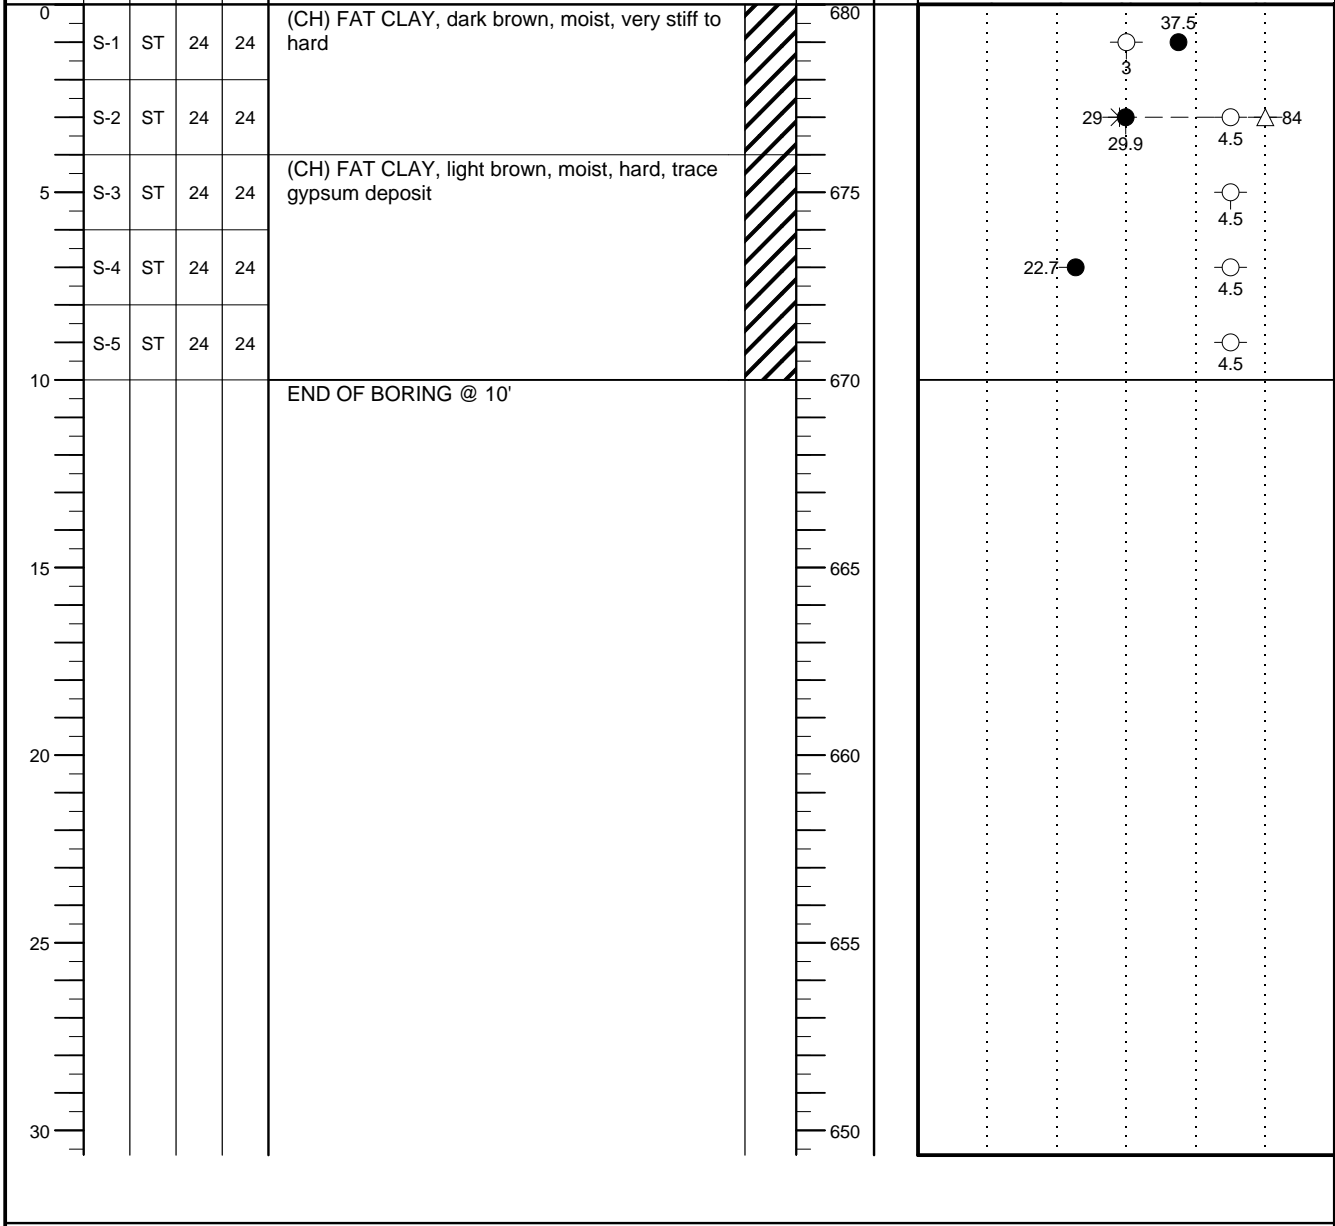 0 (CH) FAT CLAY, dark brown, moist, very stiff to 680
37.5
S-1 ST 24 24 hard
3
S-2 ST 24 24 29 84
29.9 4.5
(CH) FAT CLAY, light brown, moist, hard, trace
5 S-3 ST 24 24 gypsum deposit 675
4.5
S-4 ST 24 24 22.7
4.5
S-5 ST 24 24
4.5
10 670
END OF BORING @ 10'
15 665
20 660
25 655
30 650